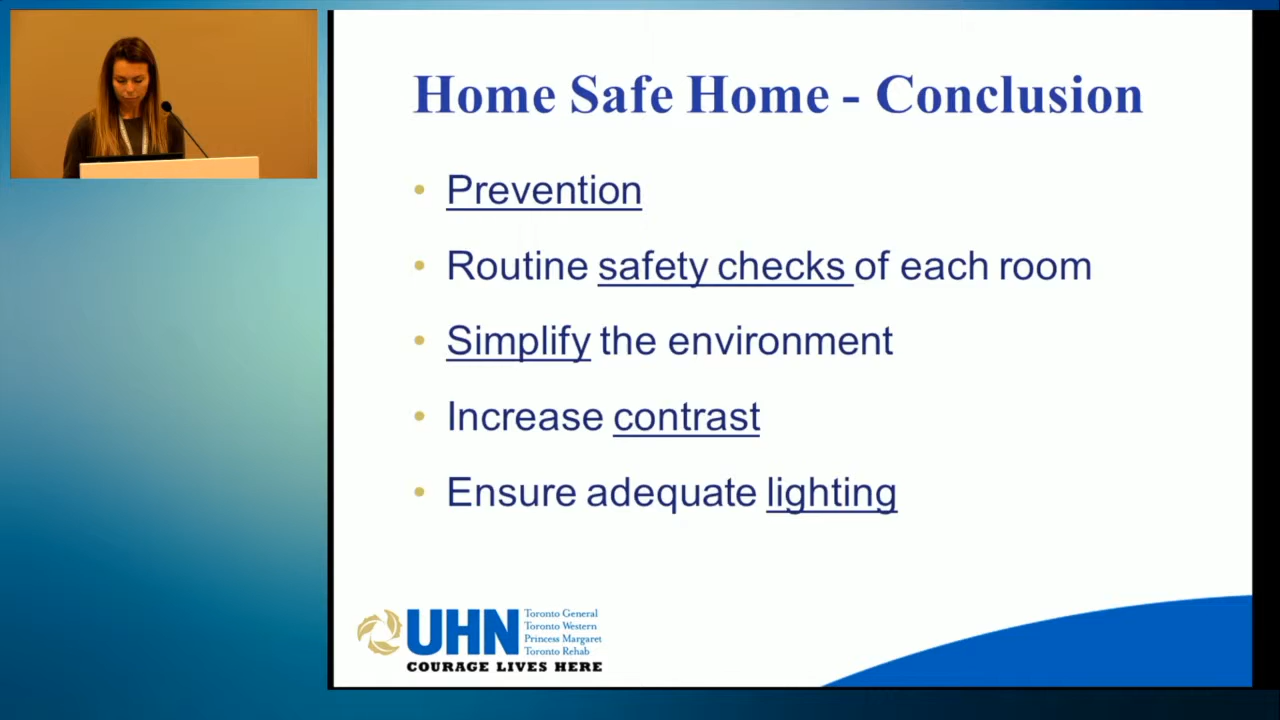 Home Safe Home - Conclusion
• Prevention
• Routine safety checks of each room
• Simplify the environment
• Increase contrast
• Ensure adequate lighting
UHN
Toronto General
Toronto Western
Princess Margaret
Toronto Rehab
COURAGE LIVES HERE